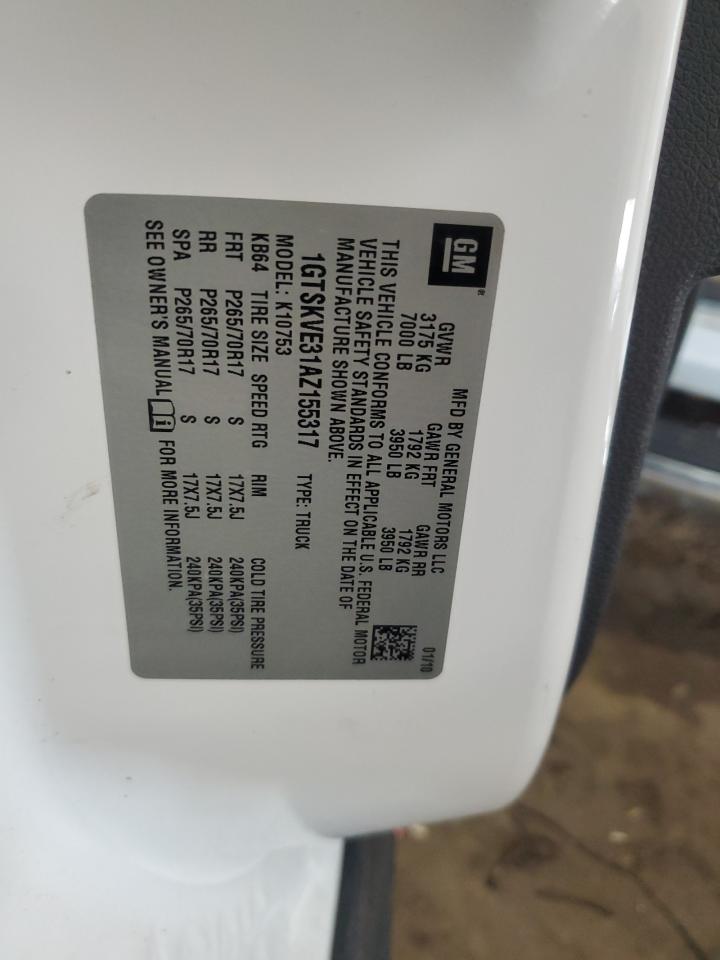 GM®
MFD BY GENERAL MOTORS LLC 01/10
GVWR GAWR FRT GAWR RR
3175 KG 1792 KG 1792 KG
7000 LB 3950 LB 3950 LB
THIS VEHICLE CONFORMS TO ALL APPLICABLE U.S. FEDERAL MOTOR
VEHICLE SAFETY STANDARDS IN EFFECT ON THE DATE OF
MANUFACTURE SHOWN ABOVE.
1GTSKVE31AZ155317 TYPE: TRUCK
MODEL: K10753
KB64 TIRE SIZE SPEED RTG RIM COLD TIRE PRESSURE
FRT P265/70R17 S 17X7.5J 240KPA(35PSI)
RR P265/70R17 S 17X7.5J 240KPA(35PSI)
SPA P265/70R17 S 17X7.5J 240KPA(35PSI)
SEE OWNER'S MANUAL i FOR MORE INFORMATION.